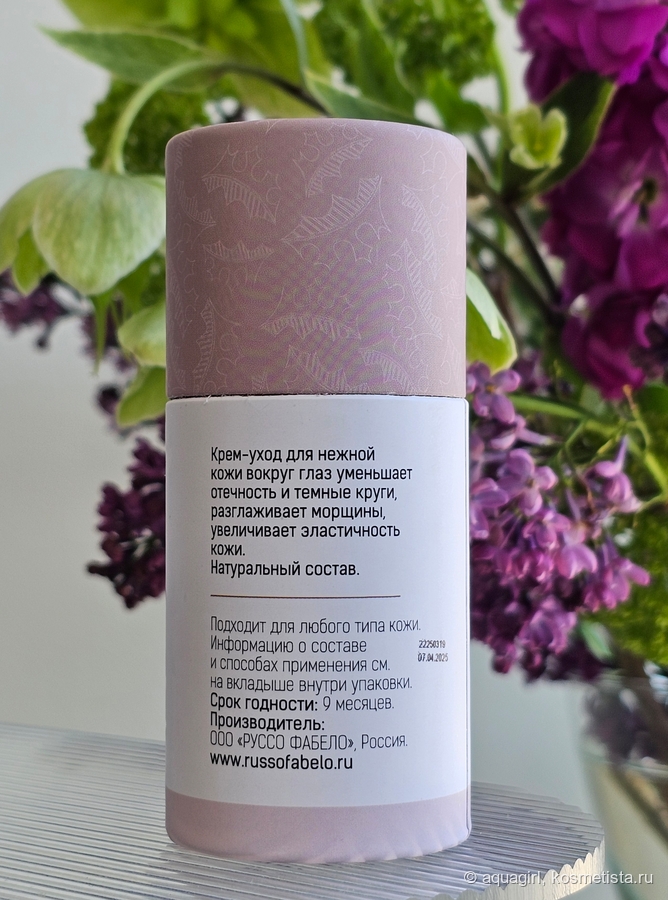 Крем-уход для нежной
кожи вокруг глаз уменьшает
отечность и темные круги,
разглаживает морщины,
увеличивает эластичность
кожи.
Натуральный состав.
Подходит для любого типа кожи.
Информацию о составе
и способах применения см.
на вкладыше внутри упаковки.
Срок годности: 9 месяцев.
Производитель:
ООО «РУССО ФАБЕЛО», Россия.
www.russofabelo.ru
22250319
07.04.2025
© aquagirl, kosmetista.ru